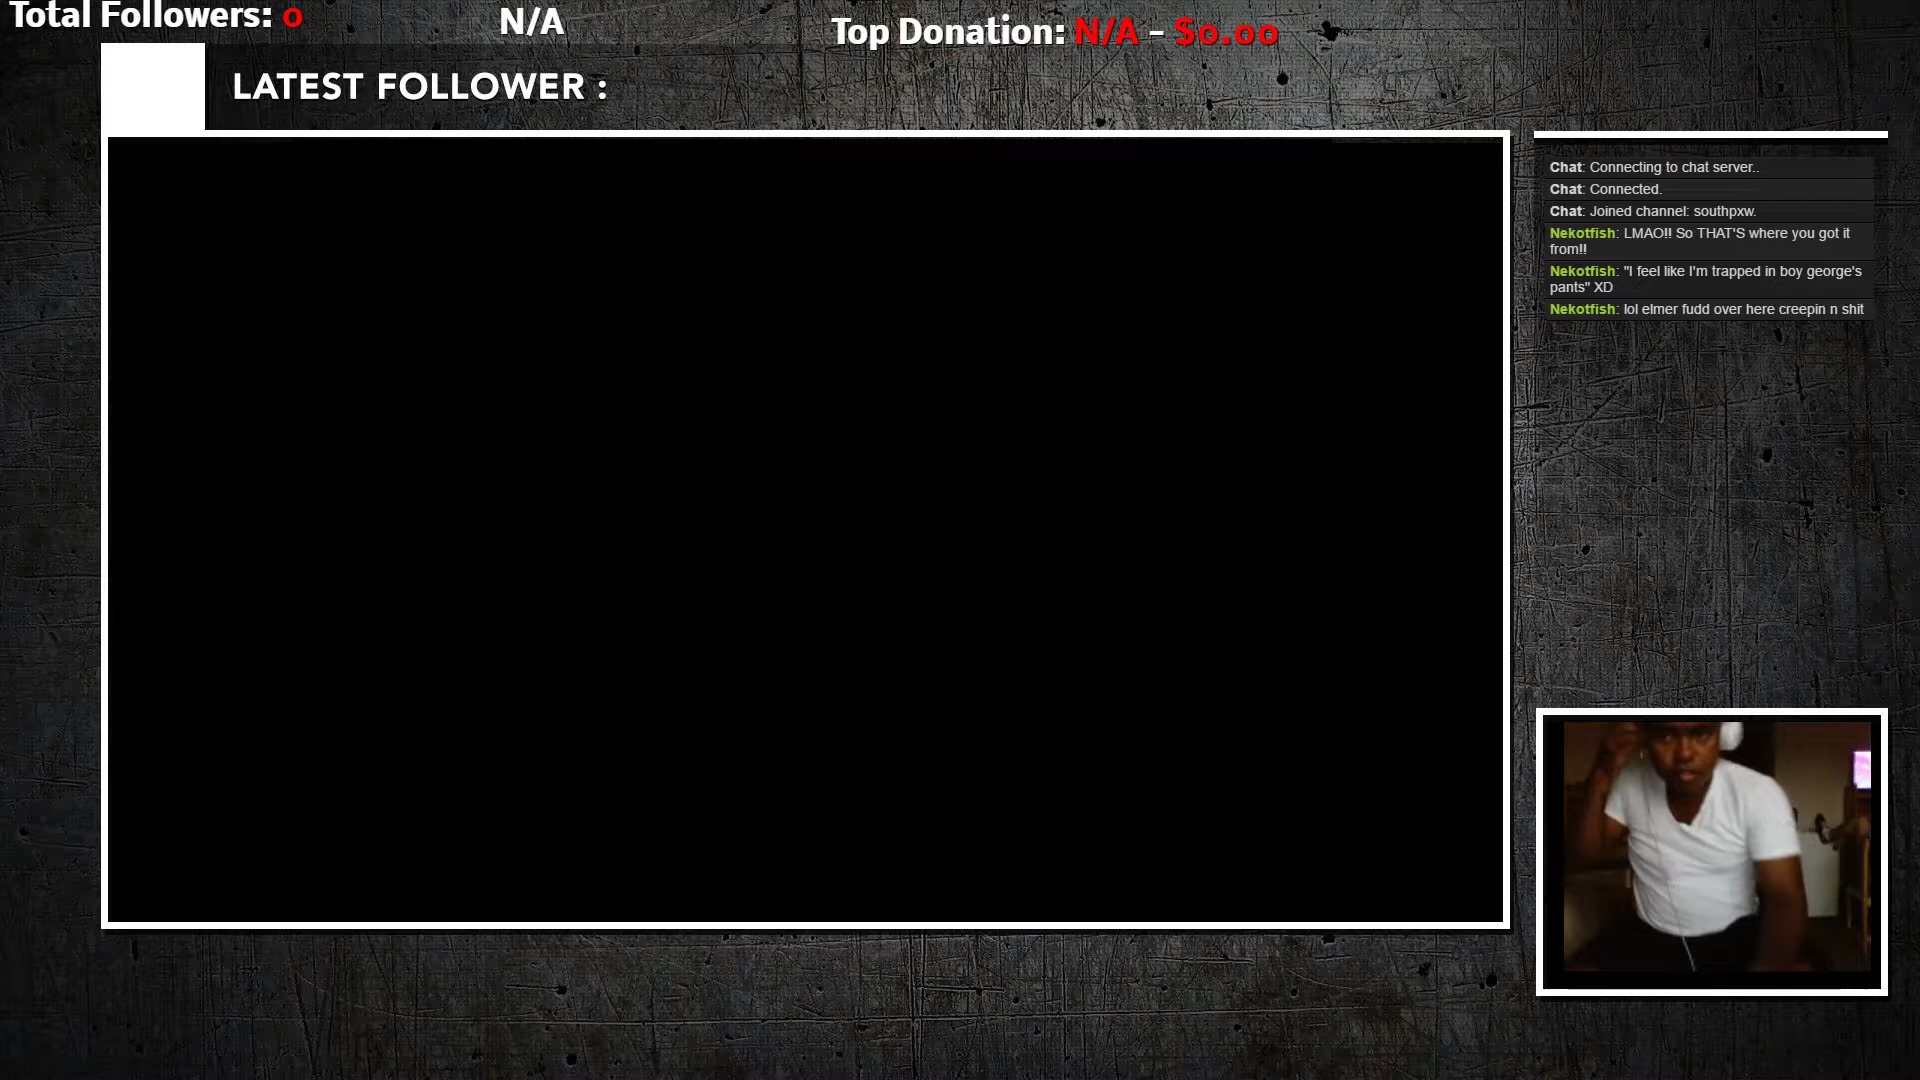 Total Followers: 0
N/A
Top Donation: N/A - $0.00
LATEST FOLLOWER :
Chat: Connecting to chat server..
Chat: Connected.
Chat: Joined channel: southpxw.
Nekotfish: LMAO!! So THAT'S where you got it
from!!
Nekotfish: "I feel like I'm trapped in boy george's
pants" XD
Nekotfish: lol elmer fudd over here creepin n shit